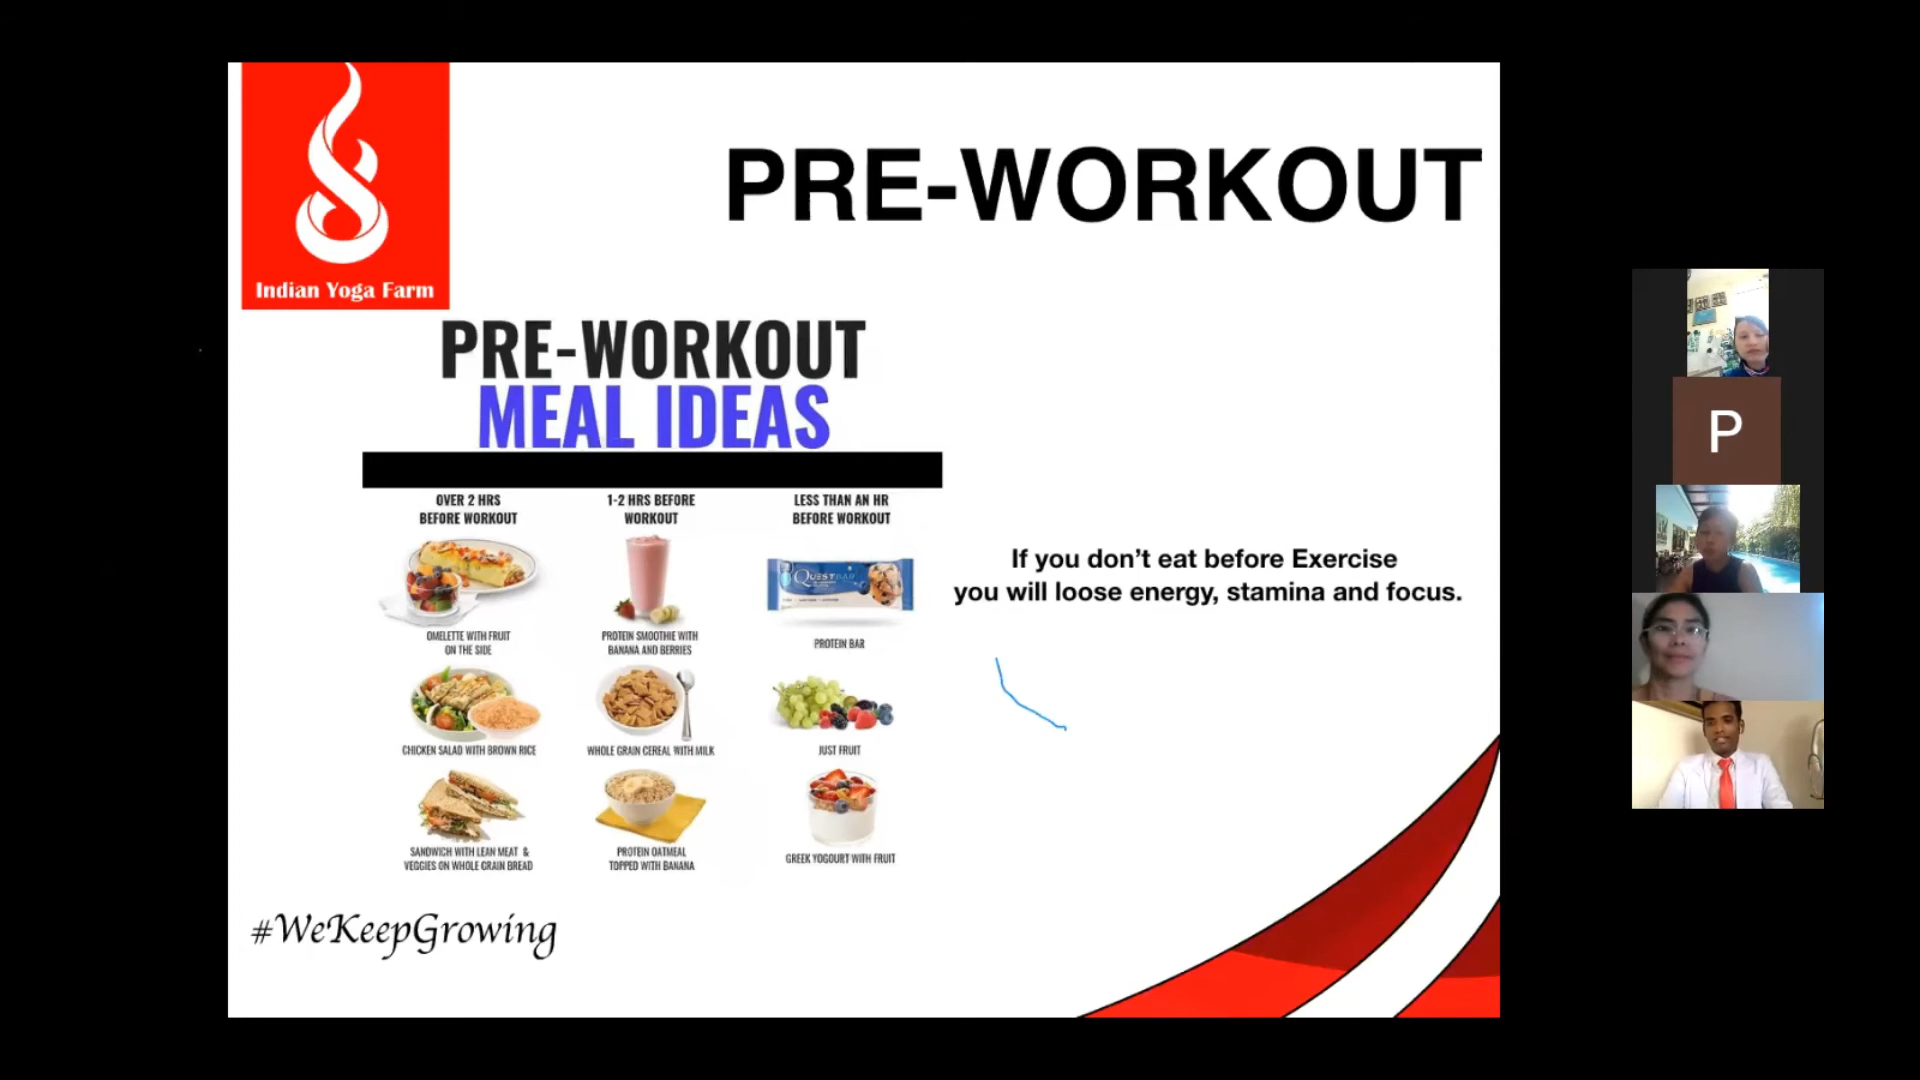 Indian Yoga Farm
PRE-WORKOUT
PRE-WORKOUT
MEAL IDEAS
OVER 2 HRS
BEFORE WORKOUT
1-2 HRS BEFORE
WORKOUT
LESS THAN AN HR
BEFORE WORKOUT
QUEST BAR
OMELETTE WITH FRUIT
ON THE SIDE
PROTEIN SMOOTHIE WITH
BANANA AND BERRIES
PROTEIN BAR
CHICKEN SALAD WITH BROWN RICE
WHOLE GRAIN CEREAL WITH MILK
JUST FRUIT
SANDWICH WITH LEAN MEAT &
VEGGIES ON WHOLE GRAIN BREAD
PROTEIN OATMEAL
TOPPED WITH BANANA
GREEK YOGOURT WITH FRUIT
If you don’t eat before Exercise
you will loose energy, stamina and focus.
#WeKeepGrowing
P